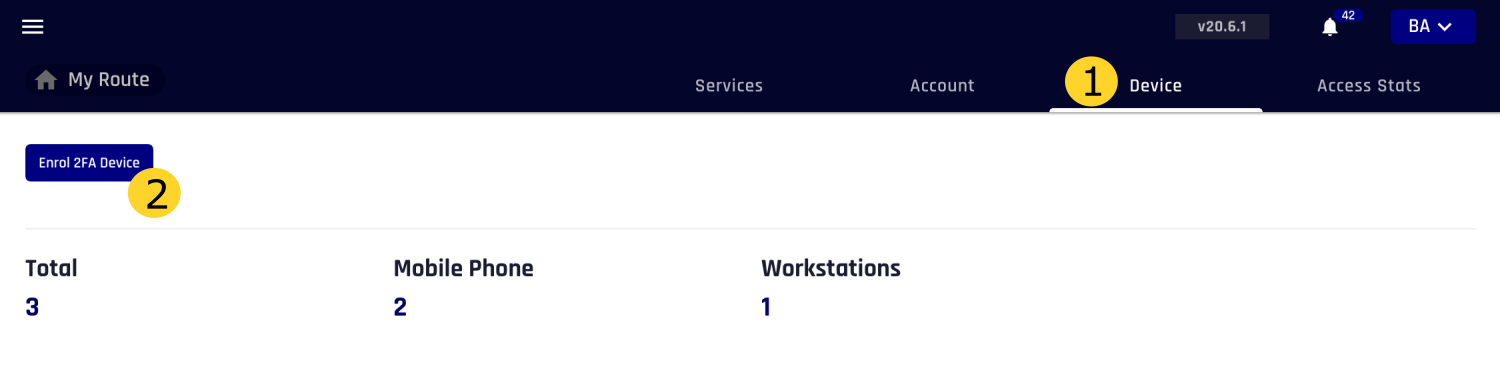 v20.6.1
42
BA
My Route
Services
Account
1
Device
Access Stats
Enrol 2FA Device
2
Total
Mobile Phone
Workstations
3
2
1